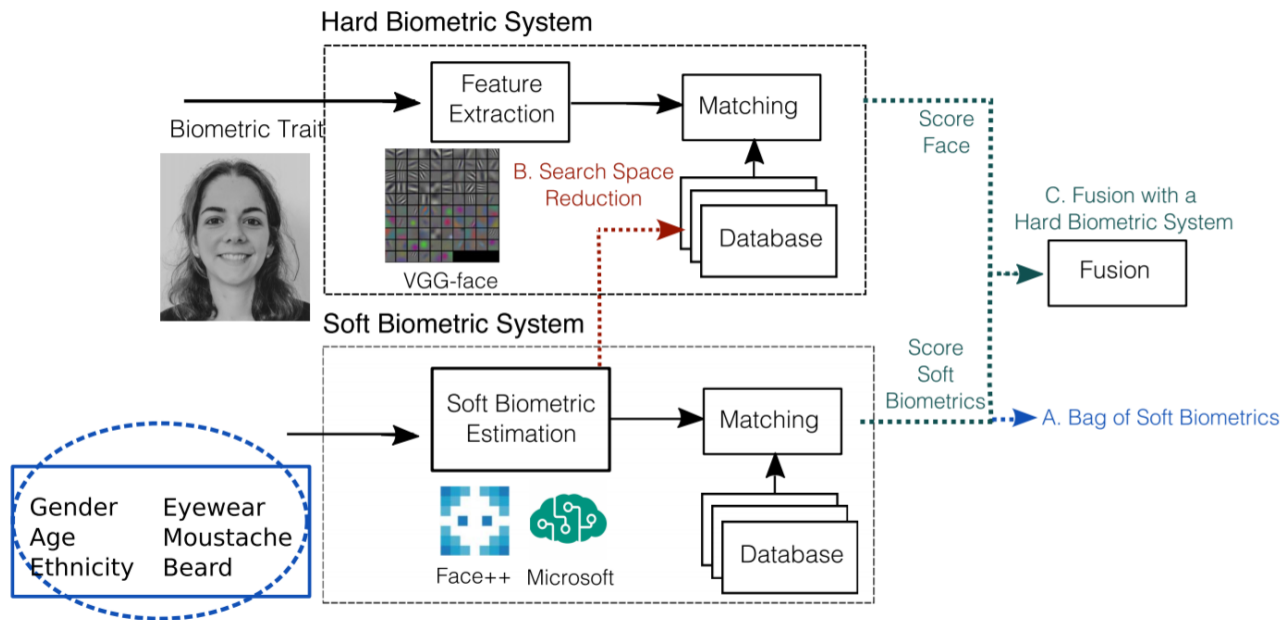 Hard Biometric System
Feature
Extraction
Matching
Biometric Trait
B. Search Space
Reduction
Database
VGG-face
Score
Face
C. Fusion with a
Hard Biometric System
Fusion
Soft Biometric System
Soft Biometric
Estimation
Matching
Score
Soft
Biometrics
A. Bag of Soft Biometrics
Gender Eyewear
Age Moustache
Ethnicity Beard
Face++ Microsoft
Database